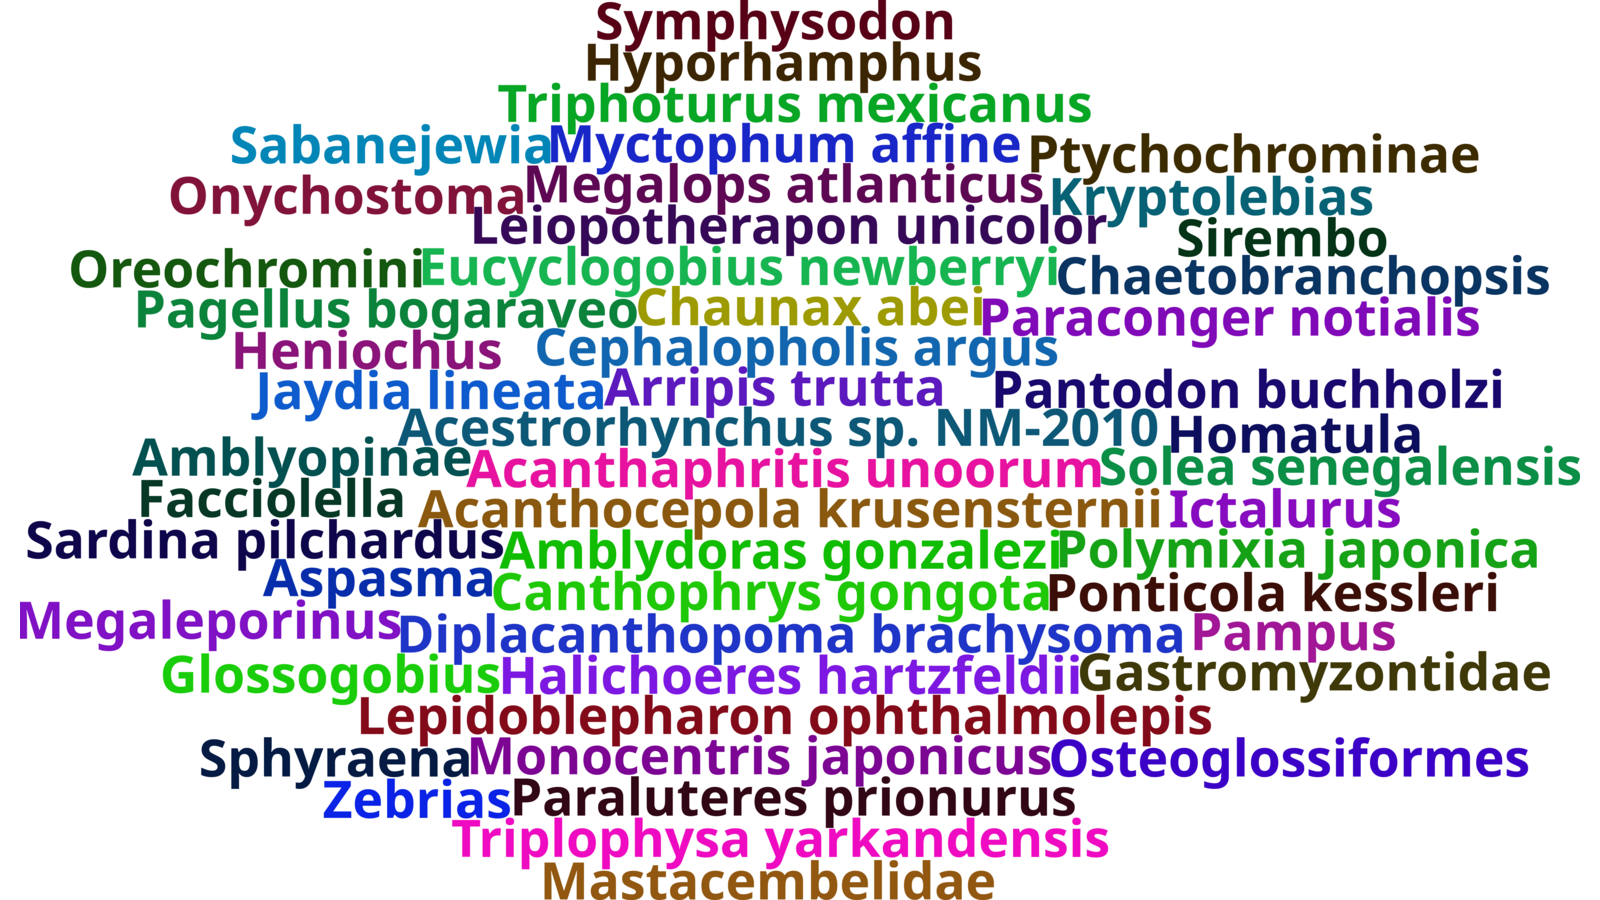 Symphysodon
Hyporhamphus
Triphoturus mexicanus
Sabanejewia Myctophum affine Ptychochrominae
Onychostoma Megalops atlanticus Kryptolebias
Leiopotherapon unicolor Sirembo
Oreochromini Eucyclogobius newberryi Chaetobranchopsis
Pagellus bogaraveo Chaunax abei Paraconger notialis
Heniochus Cephalopholis argus
Jaydia lineata Arripis trutta Pantodon buchholzi
Acestrorhynchus sp. NM-2010 Homatula
Amblyopinae Acanthaphritis unoorum Solea senegalensis
Facciolella Acanthocepola krusensternii Ictalurus
Sardina pilchardus Amblydoras gonzalezi Polymixia japonica
Aspasma Canthophrys gongota Ponticola kessleri
Megaleporinus Diplacanthopoma brachysoma Pampus
Glossogobius Halichoeres hartzfeldii Gastromyzontidae
Lepidoblepharon ophthalmolepis
Sphyraena Monocentris japonicus Osteoglossiformes
Zebrias Paraluteres prionurus
Triplophysa yarkandensis
Mastacembelidae